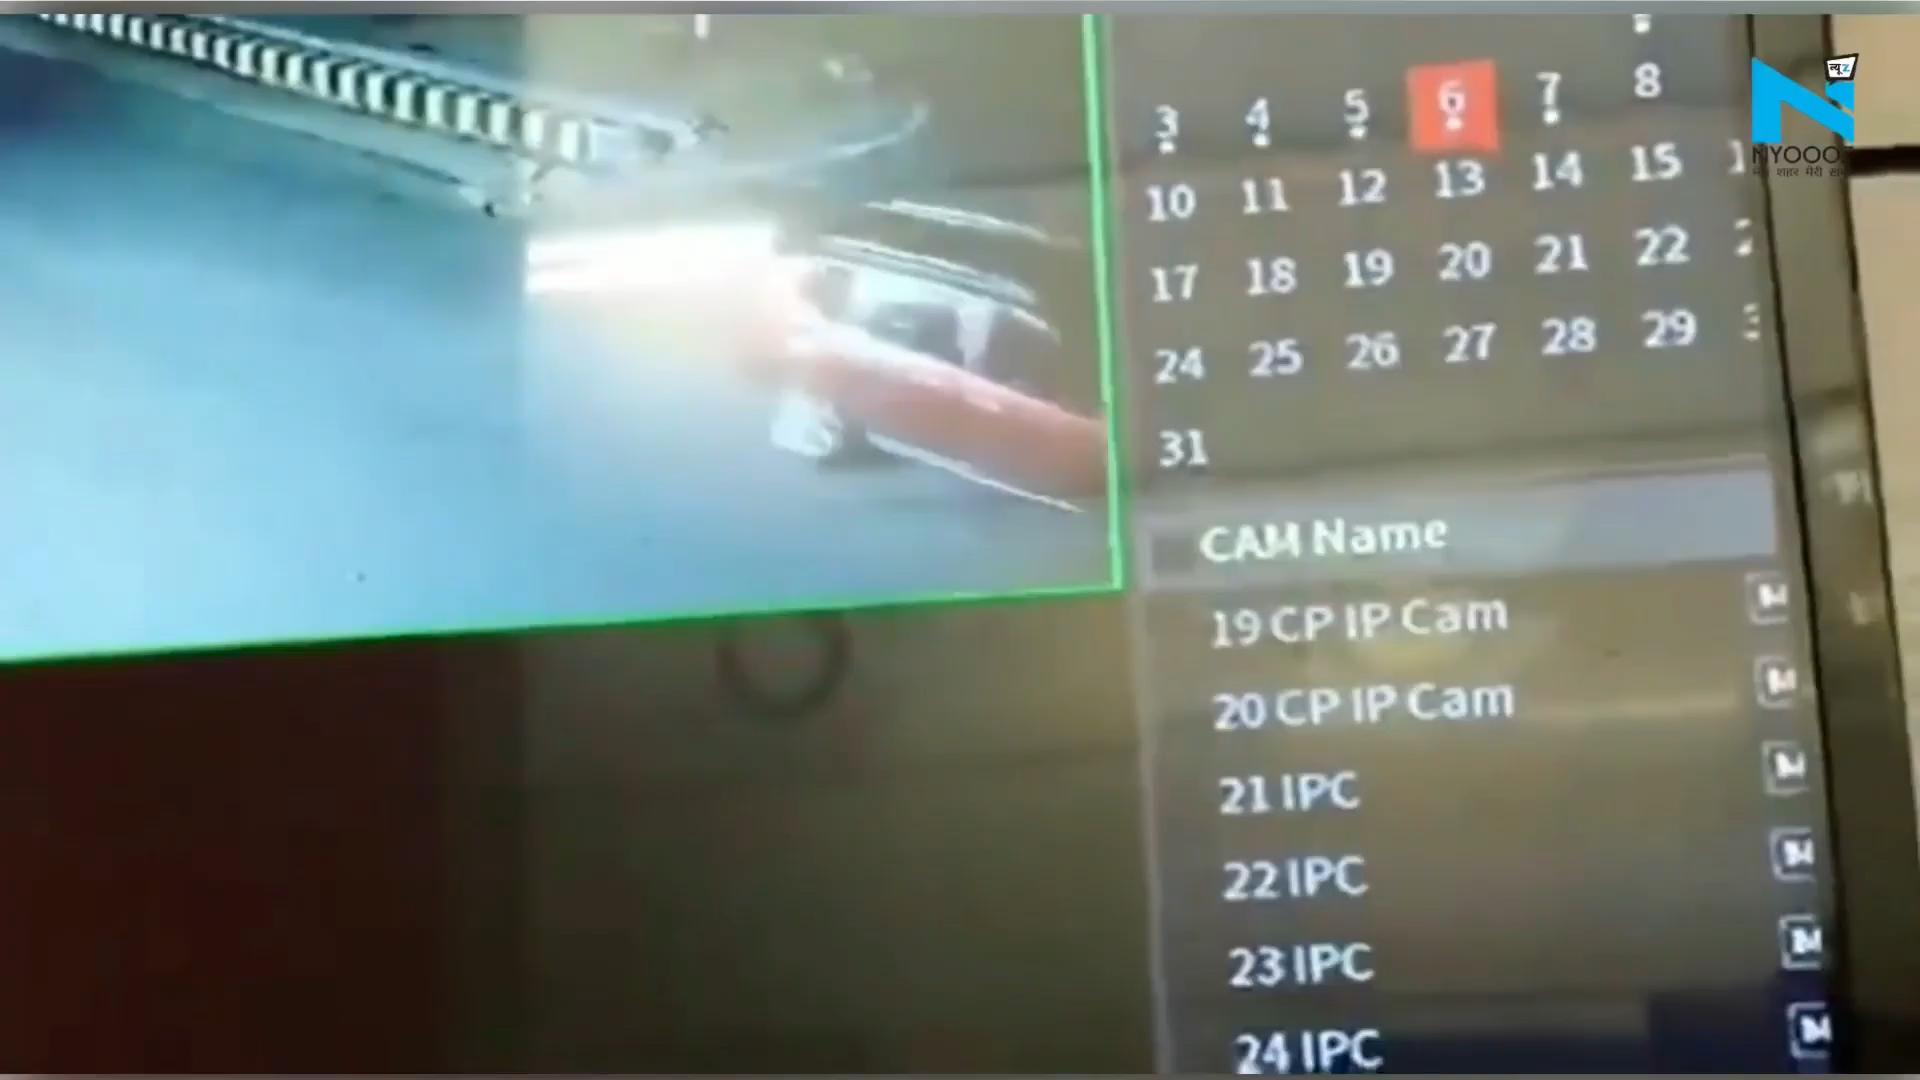 3 4 5 6 7 8
न्यूz
NYOOOZ
10 11 12 13 14 15
17 18 19 20 21 22
24 25 26 27 28 29
31
CAM Name
19 CP IP Cam
20 CP IP Cam
21 IPC
22 IPC
23 IPC
24 IPC